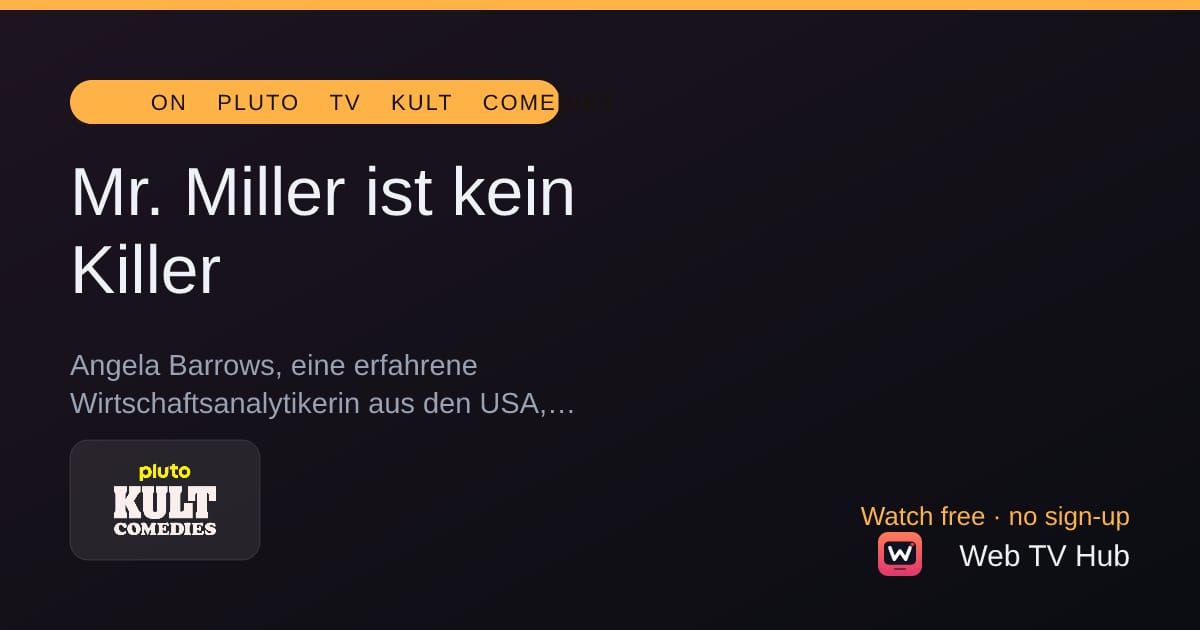 ON PLUTO TV KULT COMEDIES
Mr. Miller ist kein
Killer
Angela Barrows, eine erfahrene
Wirtschaftsanalytikerin aus den USA,…
pluto
KULT
COMEDIES
Watch free · no sign-up
W
Web TV Hub